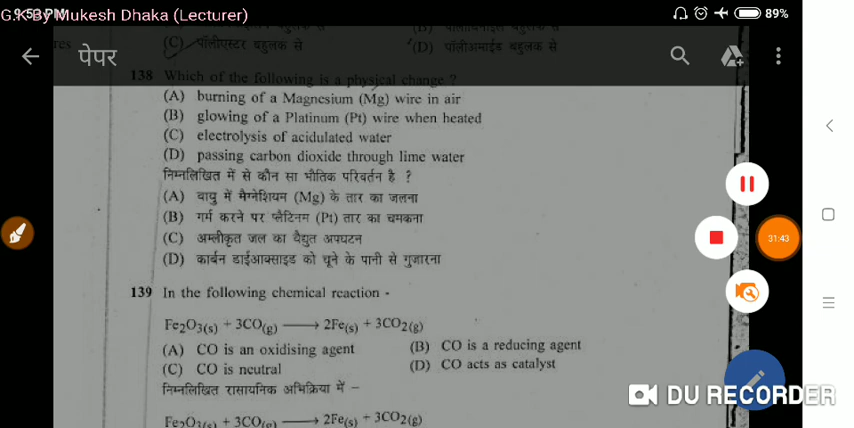 9:52 PM
G.K By Mukesh Dhaka (Lecturer)
89%
(C) पॉलीएस्टर बहुलक से (D) पॉलीअमाईड बहुलक से
पेपर
138 Which of the following is a physical change ?
(A) burning of a Magnesium (Mg) wire in air
(B) glowing of a Platinum (Pt) wire when heated
(C) electrolysis of acidulated water
(D) passing carbon dioxide through lime water
निम्नलिखित में से कौन सा भौतिक परिवर्तन है ?
(A) वायु में मैग्नेशियम (Mg) के तार का जलना
(B) गर्म करने पर प्लैटिनम (Pt) तार का चमकना
(C) अम्लीकृत जल का वैद्युत अपघटन
(D) कार्बन डाईआक्साइड को चूने के पानी से गुजारना
31:43
139 In the following chemical reaction -
Fe2O3(s) + 3CO(g) ⟶ 2Fe(s) + 3CO2(g)
(A) CO is an oxidising agent (B) CO is a reducing agent
(C) CO is neutral (D) CO acts as catalyst
निम्नलिखित रासायनिक अभिक्रिया में –
DU RECORDER
Fe2O3(s) + 3CO(g) ⟶ 2Fe(s) + 3CO2(g)